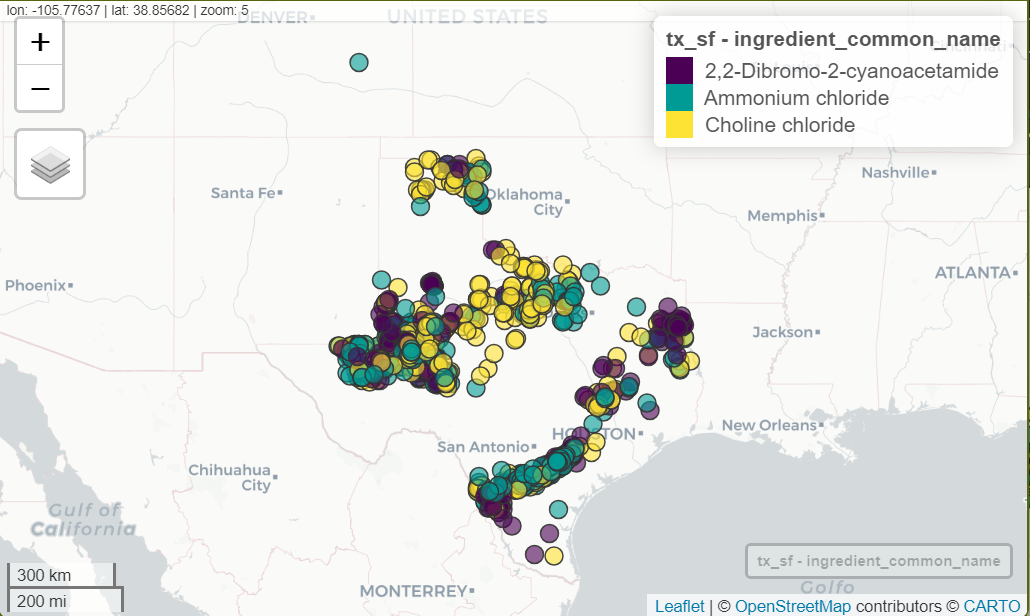 lon: -105.77637 | lat: 38.85682 | zoom: 5
DENVER
UNITED STATES
+
−
tx_sf - ingredient_common_name
2,2-Dibromo-2-cyanoacetamide
Ammonium chloride
Choline chloride
Santa Fe
Oklahoma
City
Nashville
Memphis
Phoenix
ATLANTA
Jackson
San Antonio
HOUSTON
New Orleans
Chihuahua
City
Gulf of
California
MONTERREY
Golfo
300 km
200 mi
tx_sf - ingredient_common_name
Leaflet | © OpenStreetMap contributors © CARTO